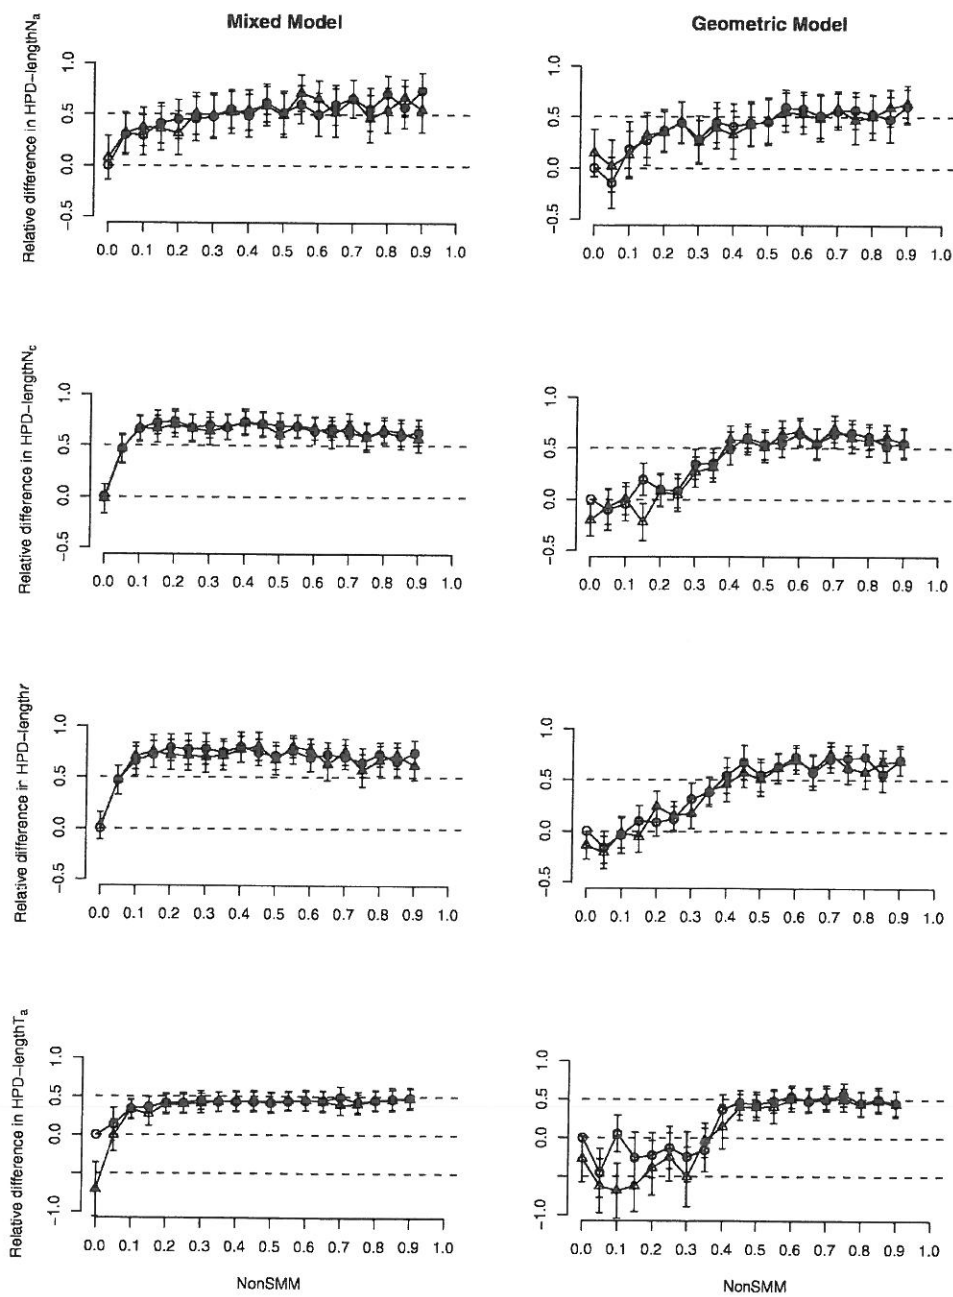 Mixed Model
Geometric Model
Relative difference in HPD-lengthNa
1.0
0.5
0.0
-0.5
0.0 0.1 0.2 0.3 0.4 0.5 0.6 0.7 0.8 0.9 1.0
1.0
0.5
0.0
-0.5
0.0 0.1 0.2 0.3 0.4 0.5 0.6 0.7 0.8 0.9 1.0
Relative difference in HPD-lengthNc
1.0
0.5
0.0
-0.5
0.0 0.1 0.2 0.3 0.4 0.5 0.6 0.7 0.8 0.9 1.0
1.0
0.5
0.0
-0.5
0.0 0.1 0.2 0.3 0.4 0.5 0.6 0.7 0.8 0.9 1.0
Relative difference in HPD-lengthr
1.0
0.5
0.0
-0.5
0.0 0.1 0.2 0.3 0.4 0.5 0.6 0.7 0.8 0.9 1.0
1.0
0.5
0.0
-0.5
0.0 0.1 0.2 0.3 0.4 0.5 0.6 0.7 0.8 0.9 1.0
Relative difference in HPD-lengthTa
1.0
0.5
0.0
-1.0
0.0 0.1 0.2 0.3 0.4 0.5 0.6 0.7 0.8 0.9 1.0
NonSMM
1.0
0.5
0.0
-1.0
0.0 0.1 0.2 0.3 0.4 0.5 0.6 0.7 0.8 0.9 1.0
NonSMM